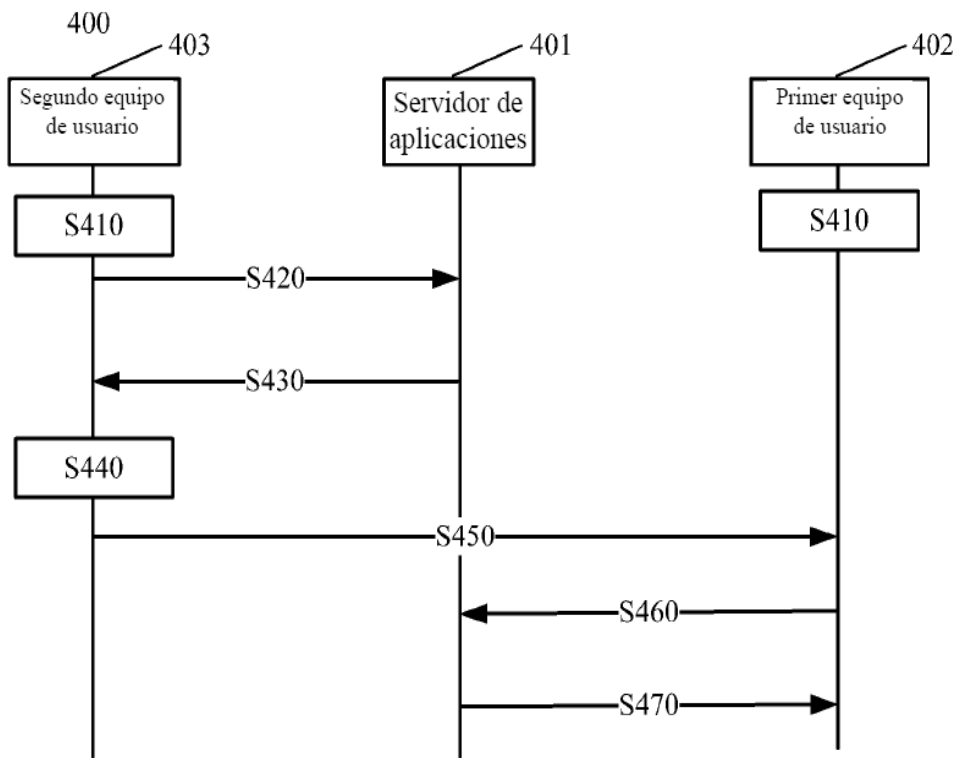 400
403
401
402
Segundo equipo
de usuario
Servidor de
aplicaciones
Primer equipo
de usuario
S410
S410
S420
S430
S440
S450
S460
S470